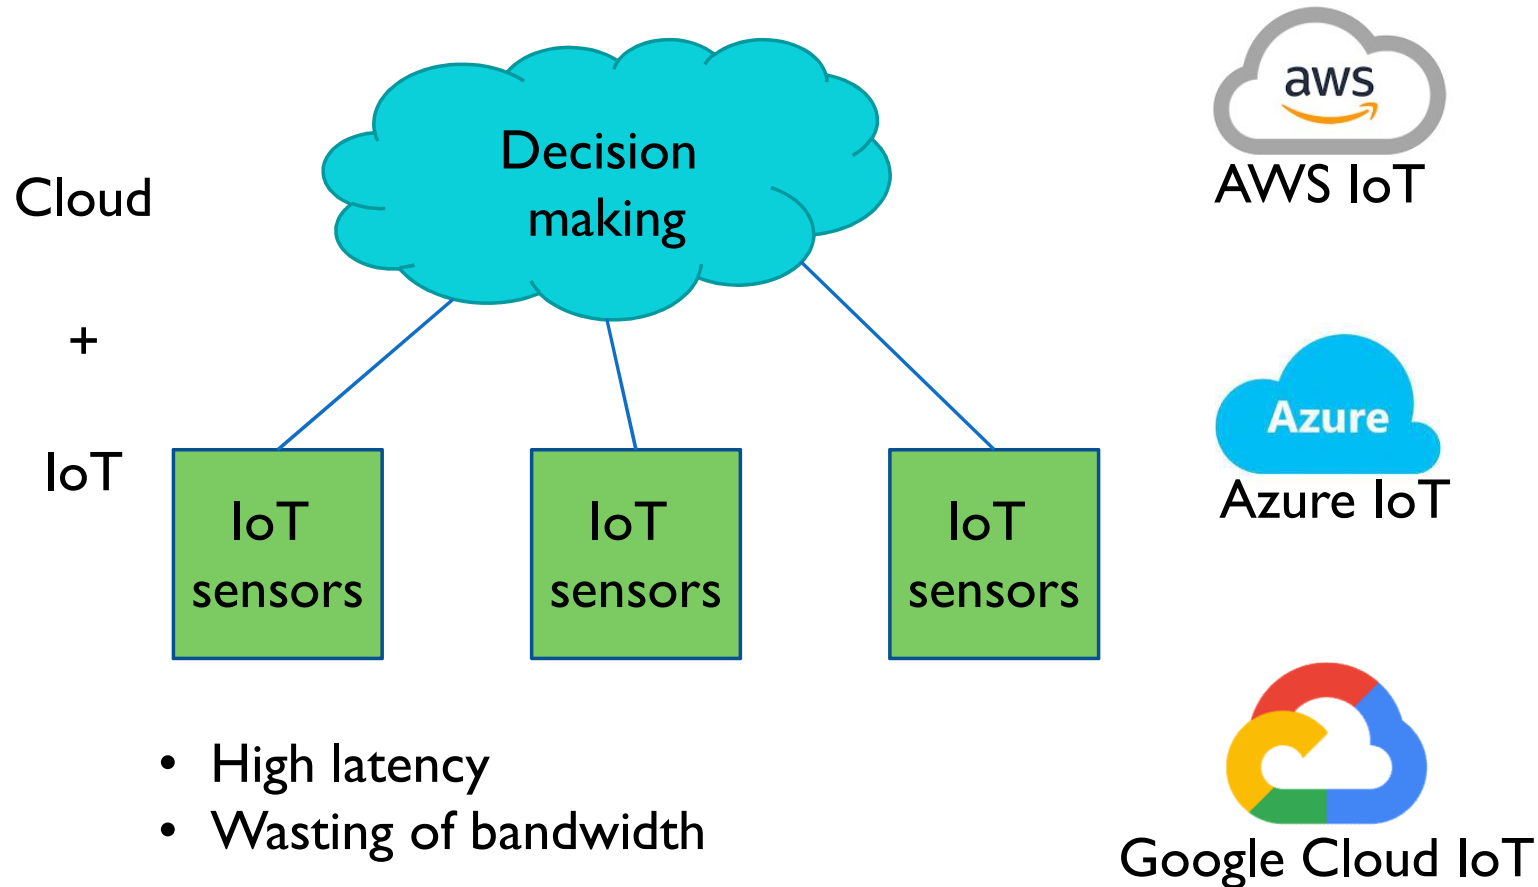 Cloud
+
IoT
Decision
making
IoT
sensors
IoT
sensors
IoT
sensors
• High latency
• Wasting of bandwidth
aws
AWS IoT
Azure
Azure IoT
Google Cloud IoT